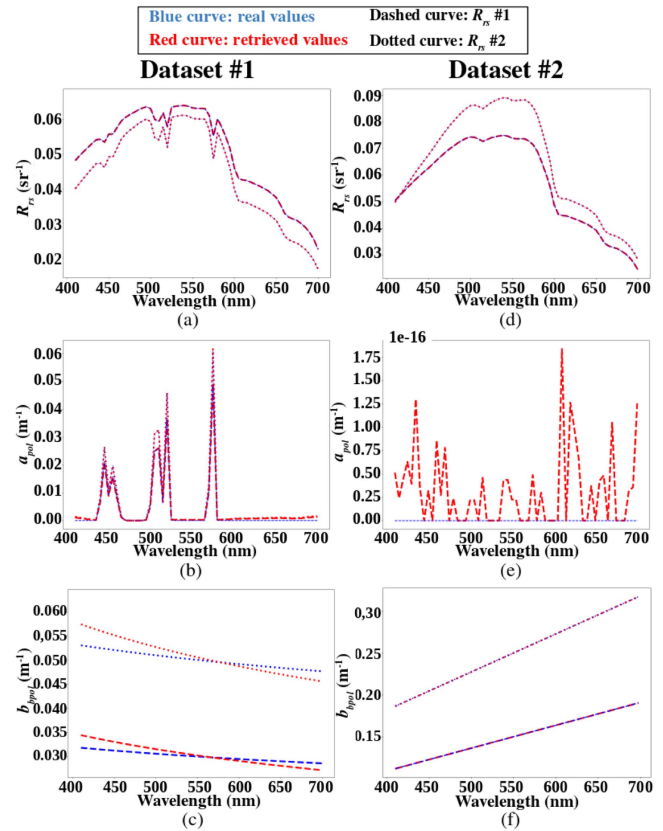 Blue curve: real values Dashed curve: Rrs #1
Red curve: retrieved values Dotted curve: Rrs #2
Dataset #1
Dataset #2
0.06
0.05
0.04
0.03
0.02
Rrs (sr-1)
400 450 500 550 600 650 700
Wavelength (nm)
(a)
0.09
0.08
0.07
0.06
0.05
0.04
0.03
Rrs (sr-1)
400 450 500 550 600 650 700
Wavelength (nm)
(d)
0.06
0.05
0.04
0.03
0.02
0.01
0.00
apol (m-1)
400 450 500 550 600 650 700
Wavelength (nm)
(b)
1e-16
1.75
1.50
1.25
1.00
0.75
0.50
0.25
0.00
apol (m-1)
400 450 500 550 600 650 700
Wavelength (nm)
(e)
0.060
0,055
0.050
0.045
0.040
0.035
0.030
bbpol (m-1)
400 450 500 550 600 650 700
Wavelength (nm)
(c)
0,30
0.25
0.20
0.15
bbpol (m-1)
400 450 500 550 600 650 700
Wavelength (nm)
(f)